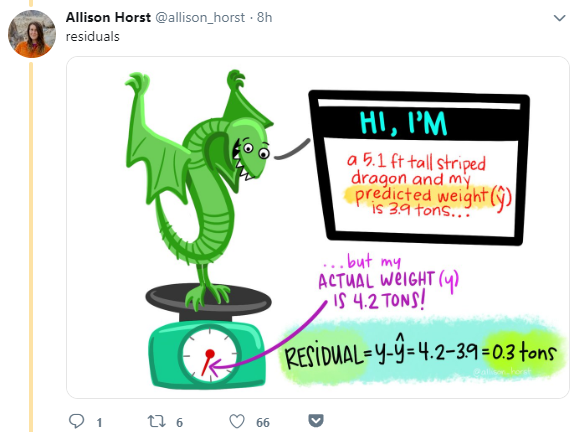 Allison Horst @allison_horst · 8h
residuals
HI, I'M
a 5.1 ft tall striped
dragon and my
predicted weight (ŷ)
is 3.9 tons...
...but my
ACTUAL WEIGHT (y)
IS 4.2 TONS!
RESIDUAL = y-ŷ = 4.2-3.9 = 0.3 tons
@allison_horst
1
6
66